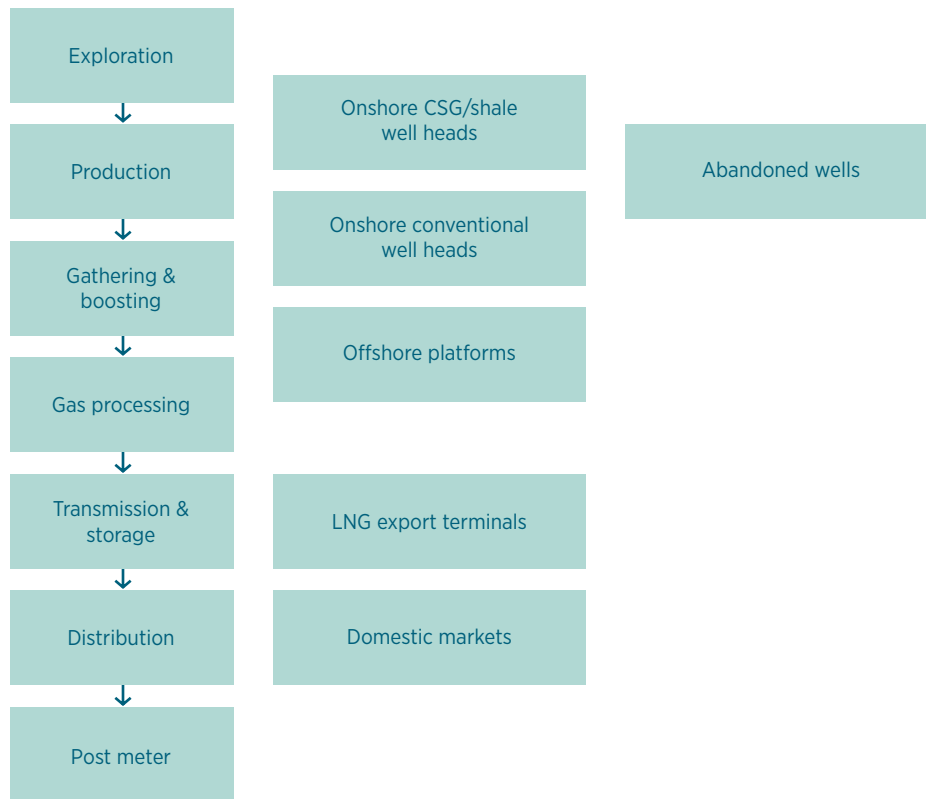 Exploration
Production
Gathering &
boosting
Gas processing
Transmission &
storage
Distribution
Post meter
Onshore CSG/shale
well heads
Onshore conventional
well heads
Offshore platforms
LNG export terminals
Domestic markets
Abandoned wells